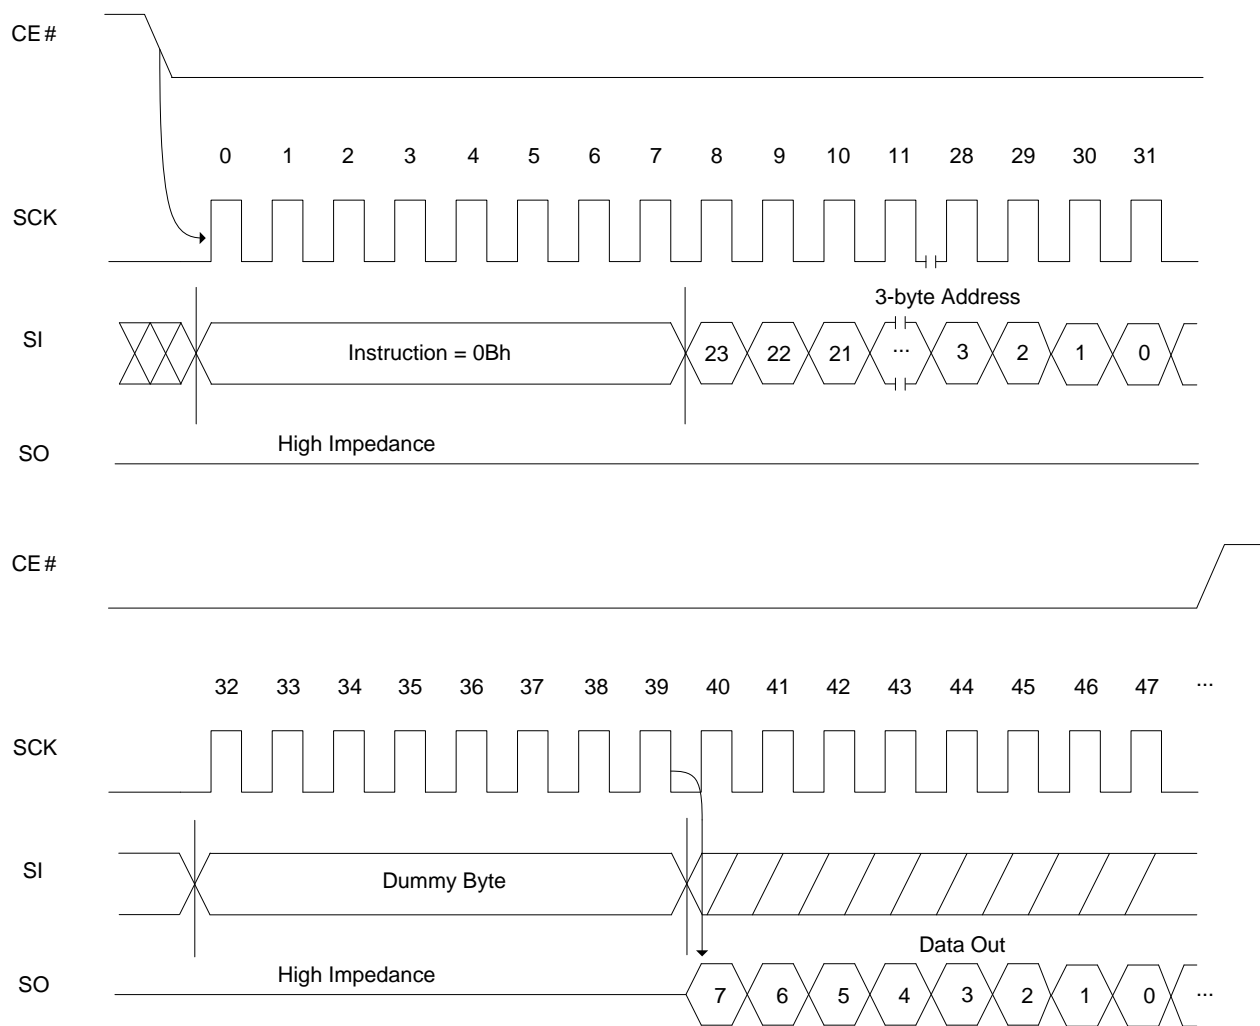 CE#
0 1 2 3 4 5 6 7 8 9 10 11 28 29 30 31
SCK
3-byte Address
SI
Instruction = 0Bh
23 22 21 ... 3 2 1 0
High Impedance
SO
CE#
32 33 34 35 36 37 38 39 40 41 42 43 44 45 46 47 ...
SCK
SI
Dummy Byte
Data Out
High Impedance
SO
7 6 5 4 3 2 1 0 ...